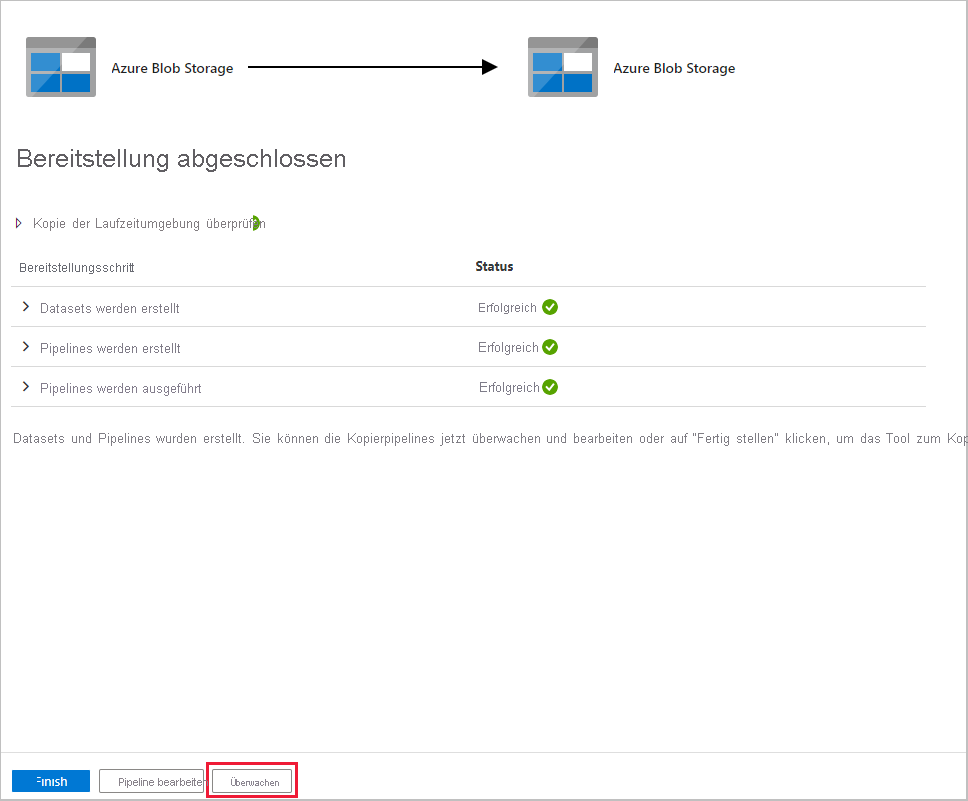 Azure Blob Storage
Azure Blob Storage
Bereitstellung abgeschlossen
Kopie der Laufzeitumgebung überprüfen
Bereitstellungsschritt
Status
Datasets werden erstellt
Erfolgreich
Pipelines werden erstellt
Erfolgreich
Pipelines werden ausgeführt
Erfolgreich
Datasets und Pipelines wurden erstellt. Sie können die Kopierpipelines jetzt überwachen und bearbeiten oder auf "Fertig stellen" klicken, um das Tool zum Kop
Finish
Pipeline bearbeiten
Überwachen